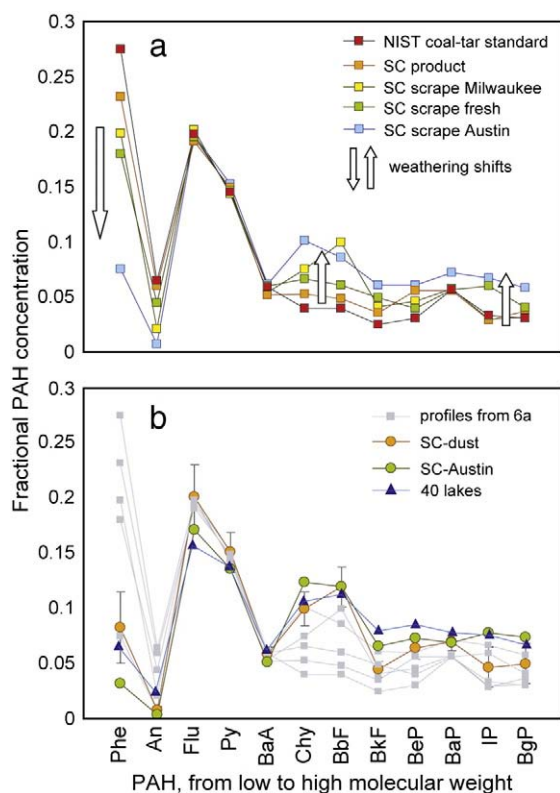 Fractional PAH concentration
0.3
0.25
0.2
0.15
0.1
0.05
0
a
NIST coal-tar standard
SC product
SC scrape Milwaukee
SC scrape fresh
SC scrape Austin
weathering shifts
0.3
0.25
0.2
0.15
0.1
0.05
0
b
profiles from 6a
SC-dust
SC-Austin
40 lakes
Phe
An
Flu
Py
BaA
Chy
BbF
BkF
BeP
BaP
IP
BgP
PAH, from low to high molecular weight